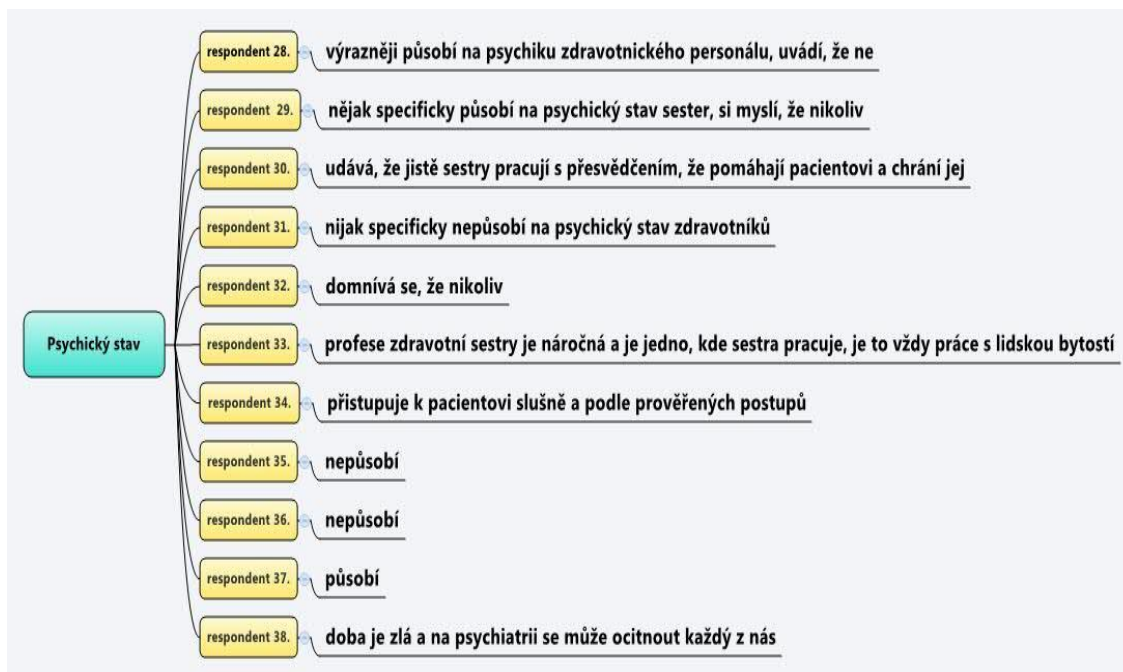 respondent 28. výrazněji působí na psychiku zdravotnického personálu, uvádí, že ne
respondent 29. nějak specificky působí na psychický stav sester, si myslí, že nikoliv
respondent 30. udává, že jistě sestry pracují s přesvědčením, že pomáhají pacientovi a chrání jej
respondent 31. nijak specificky nepůsobí na psychický stav zdravotníků
respondent 32. domnívá se, že nikoliv
Psychický stav
respondent 33. profese zdravotní sestry je náročná a je jedno, kde sestra pracuje, je to vždy práce s lidskou bytostí
respondent 34. přistupuje k pacientovi slušně a podle prověřených postupů
respondent 35. nepůsobí
respondent 36. nepůsobí
respondent 37. působí
respondent 38. doba je zlá a na psychiatrii se může ocitnout každý z nás